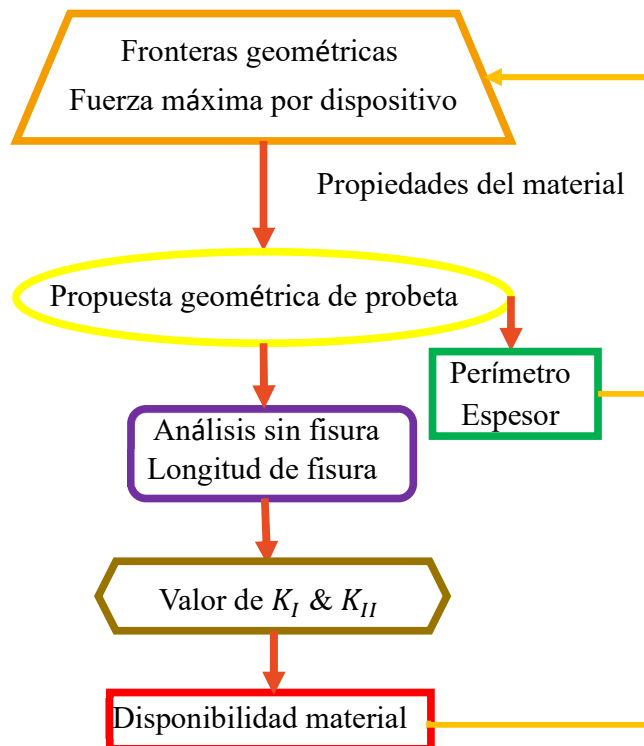 Fronteras geométricas
Fuerza máxima por dispositivo
Propiedades del material
Propuesta geométrica de probeta
Perímetro
Espesor
Análisis sin fisura
Longitud de fisura
Valor de K_I & K_II
Disponibilidad material